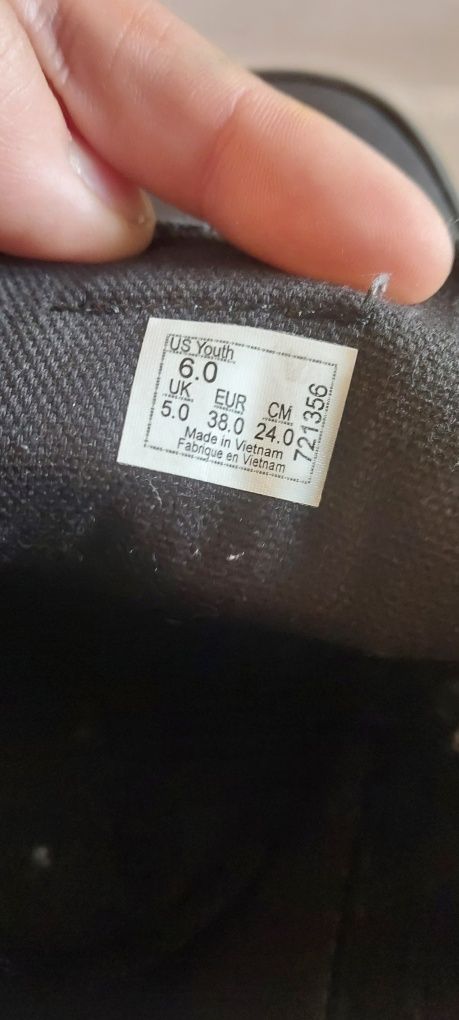 US Youth
6.0
UK EUR CM
5.0 38.0 24.0
Made in Vietnam
Fabrique en Vietnam
721356